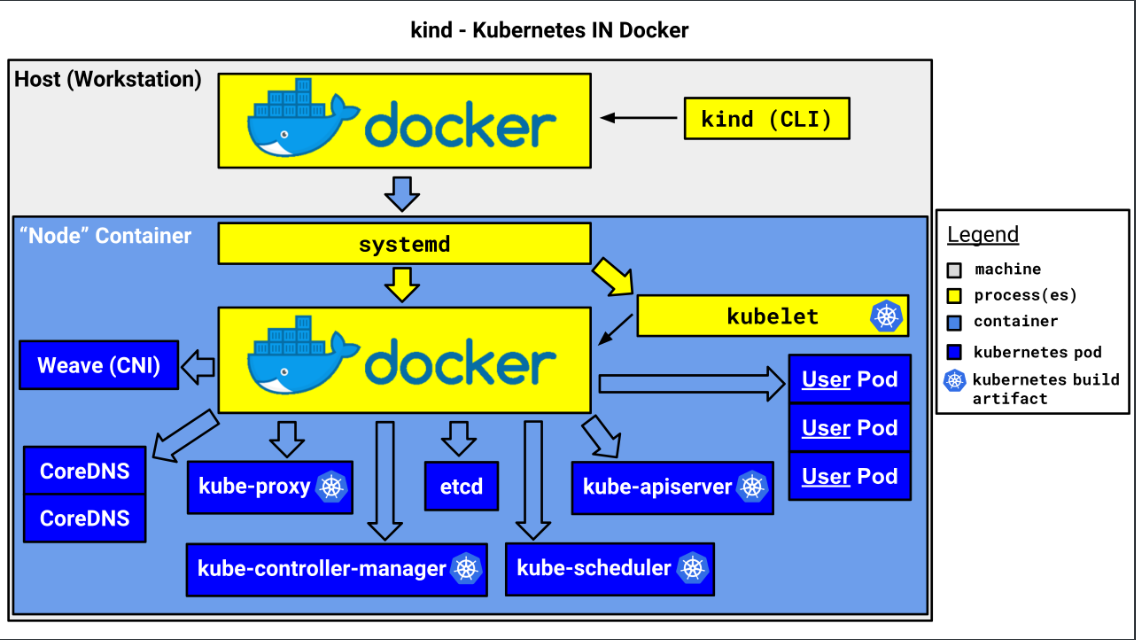 kind - Kubernetes IN Docker
Host (Workstation)
docker
kind (CLI)
“Node” Container
systemd
kubelet
docker
Weave (CNI)
User Pod
User Pod
User Pod
CoreDNS
CoreDNS
kube-proxy
etcd
kube-apiserver
kube-controller-manager
kube-scheduler
Legend
machine
process(es)
container
kubernetes pod
kubernetes build
artifact